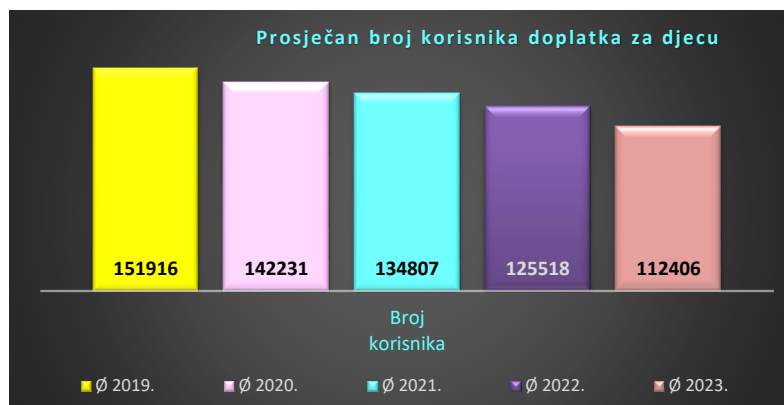 Prosječan broj korisnika doplatka za djecu
151916 142231 134807 125518 112406
Broj
korisnika
Ø 2019. Ø 2020. Ø 2021. Ø 2022. Ø 2023.